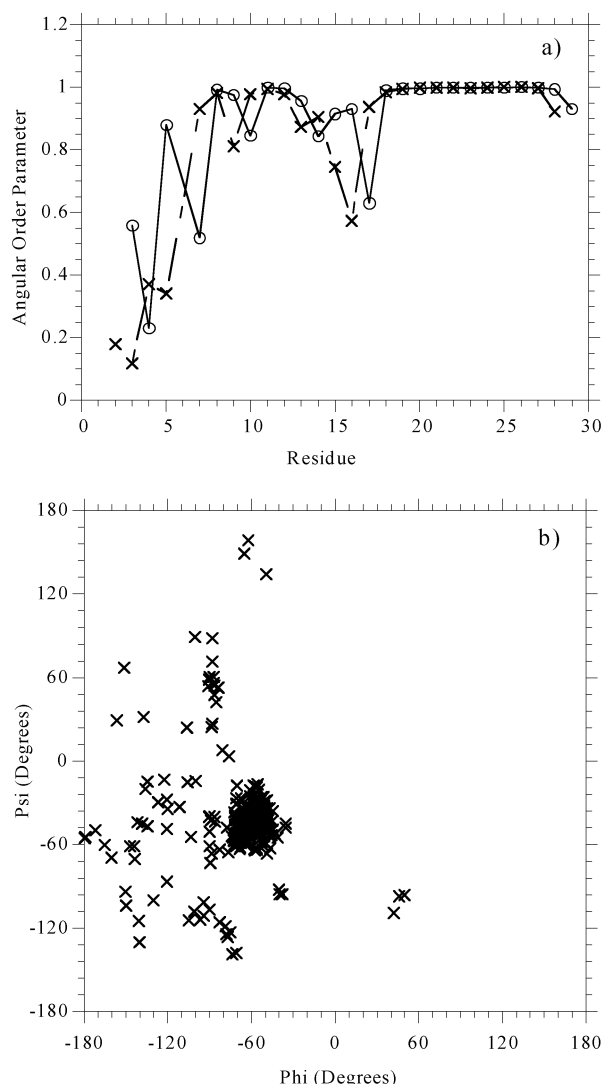 1.2
a)
1
0.8
0.6
0.4
0.2
0
Angular Order Parameter
0 5 10 15 20 25 30
Residue
180
b)
120
60
0
-60
-120
-180
Psi (Degrees)
-180 -120 -60 0 60 120 180
Phi (Degrees)